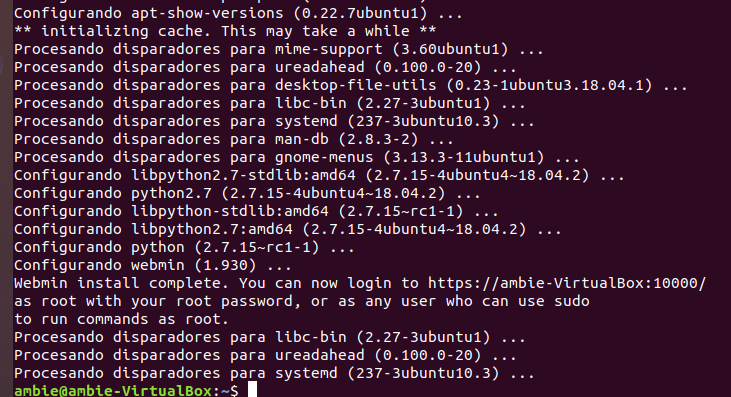 Configurando apt-show-versions (0.22.7ubuntu1) ...
** initializing cache. This may take a while **
Procesando disparadores para mime-support (3.60ubuntu1) ...
Procesando disparadores para ureadahead (0.100.0-20) ...
Procesando disparadores para desktop-file-utils (0.23-1ubuntu3.18.04.1) ...
Procesando disparadores para libc-bin (2.27-3ubuntu1) ...
Procesando disparadores para systemd (237-3ubuntu10.3) ...
Procesando disparadores para man-db (2.8.3-2) ...
Procesando disparadores para gnome-menus (3.13.3-11ubuntu1) ...
Configurando libpython2.7-stdlib:amd64 (2.7.15-4ubuntu4~18.04.2) ...
Configurando python2.7 (2.7.15-4ubuntu4~18.04.2) ...
Configurando libpython-stdlib:amd64 (2.7.15~rc1-1) ...
Configurando libpython2.7:amd64 (2.7.15-4ubuntu4~18.04.2) ...
Configurando python (2.7.15~rc1-1) ...
Configurando webmin (1.930) ...
Webmin install complete. You can now login to https://ambie-VirtualBox:10000/
as root with your root password, or as any user who can use sudo
to run commands as root.
Procesando disparadores para libc-bin (2.27-3ubuntu1) ...
Procesando disparadores para ureadahead (0.100.0-20) ...
Procesando disparadores para systemd (237-3ubuntu10.3) ...
ambie@ambie-VirtualBox:~$